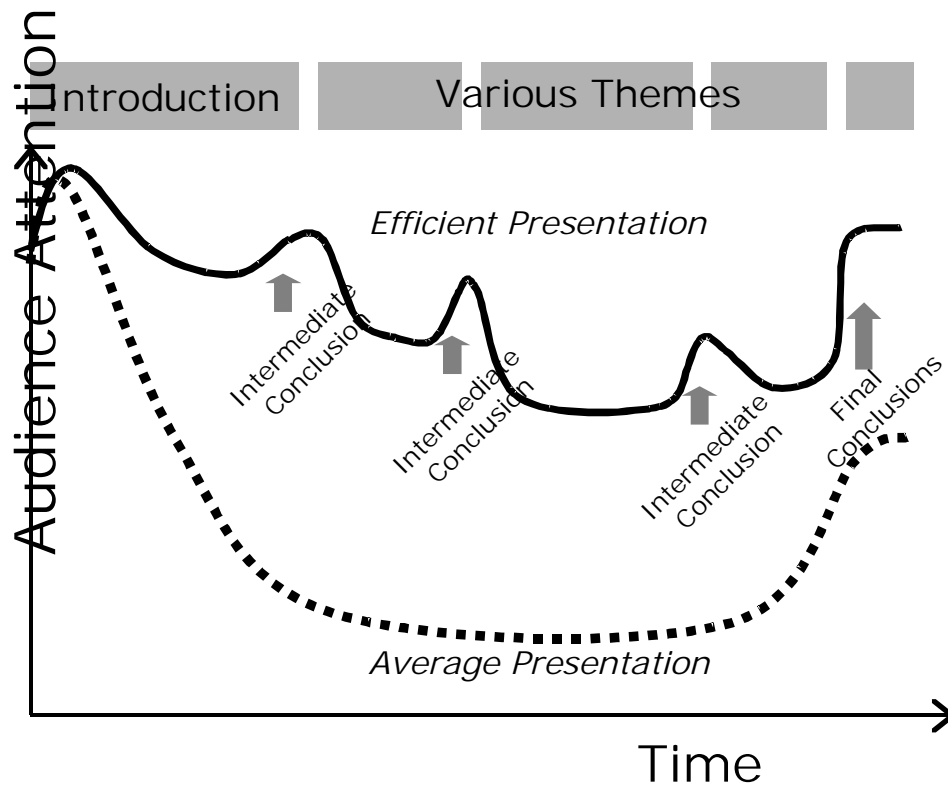 Audience Attention
Introduction
Various Themes
Efficient Presentation
Intermediate
Conclusion
Intermediate
Conclusion
Intermediate
Conclusion
Final
Conclusions
Average Presentation
Time